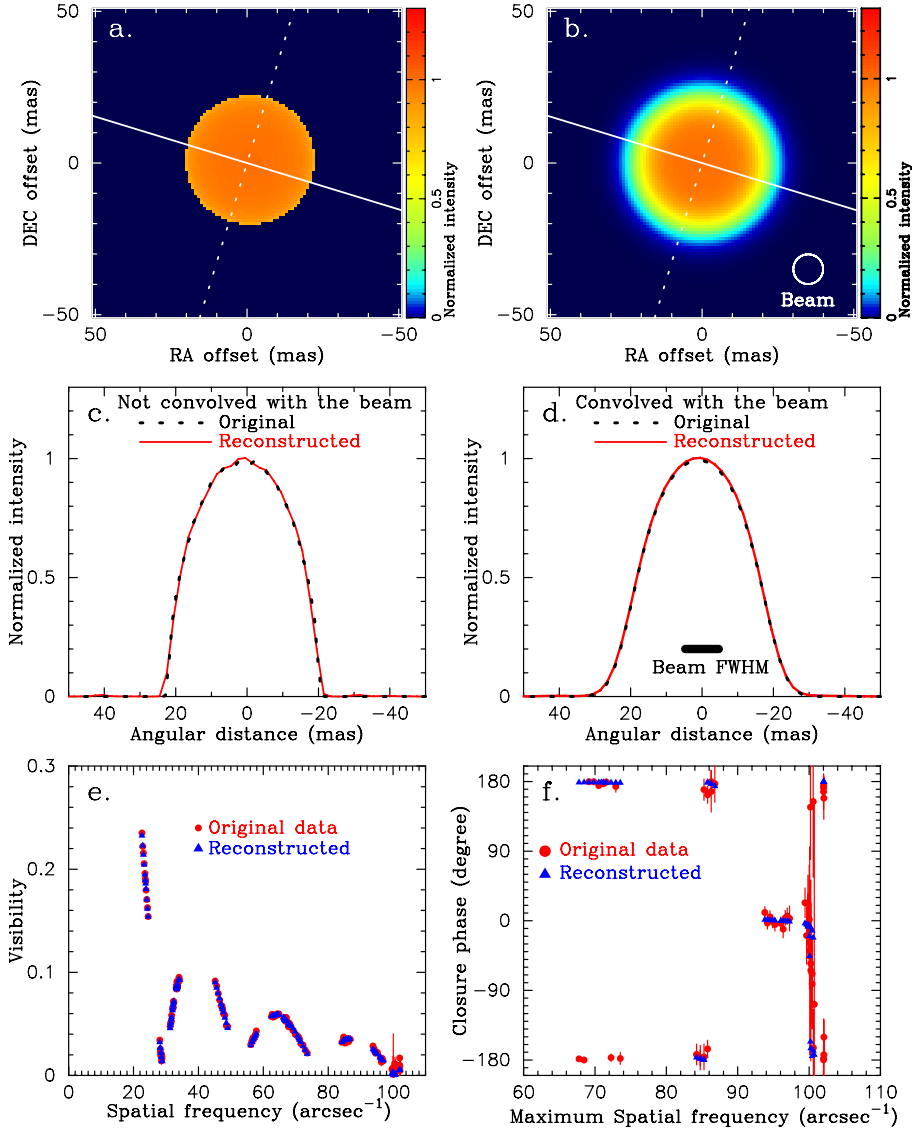 a.
50
0
−50
DEC offset (mas)
50
0
−50
RA offset (mas)
1
0.5
0
Normalized intensity
b.
50
0
−50
DEC offset (mas)
50
0
−50
RA offset (mas)
Beam
1
0.5
0
Normalized intensity
c.
Not convolved with the beam
Original
Reconstructed
1
0.5
0
Normalized intensity
40
20
0
−20
−40
Angular distance (mas)
d.
Convolved with the beam
Original
Reconstructed
Beam FWHM
1
0.5
0
Normalized intensity
40
20
0
−20
−40
Angular distance (mas)
e.
Original data
Reconstructed
0.3
0.2
0.1
0
Visibility
0
20
40
60
80
100
Spatial frequency (arcsec⁻¹)
f.
Original data
Reconstructed
180
90
0
−90
−180
Closure phase (degree)
60
70
80
90
100
110
Maximum Spatial frequency (arcsec⁻¹)